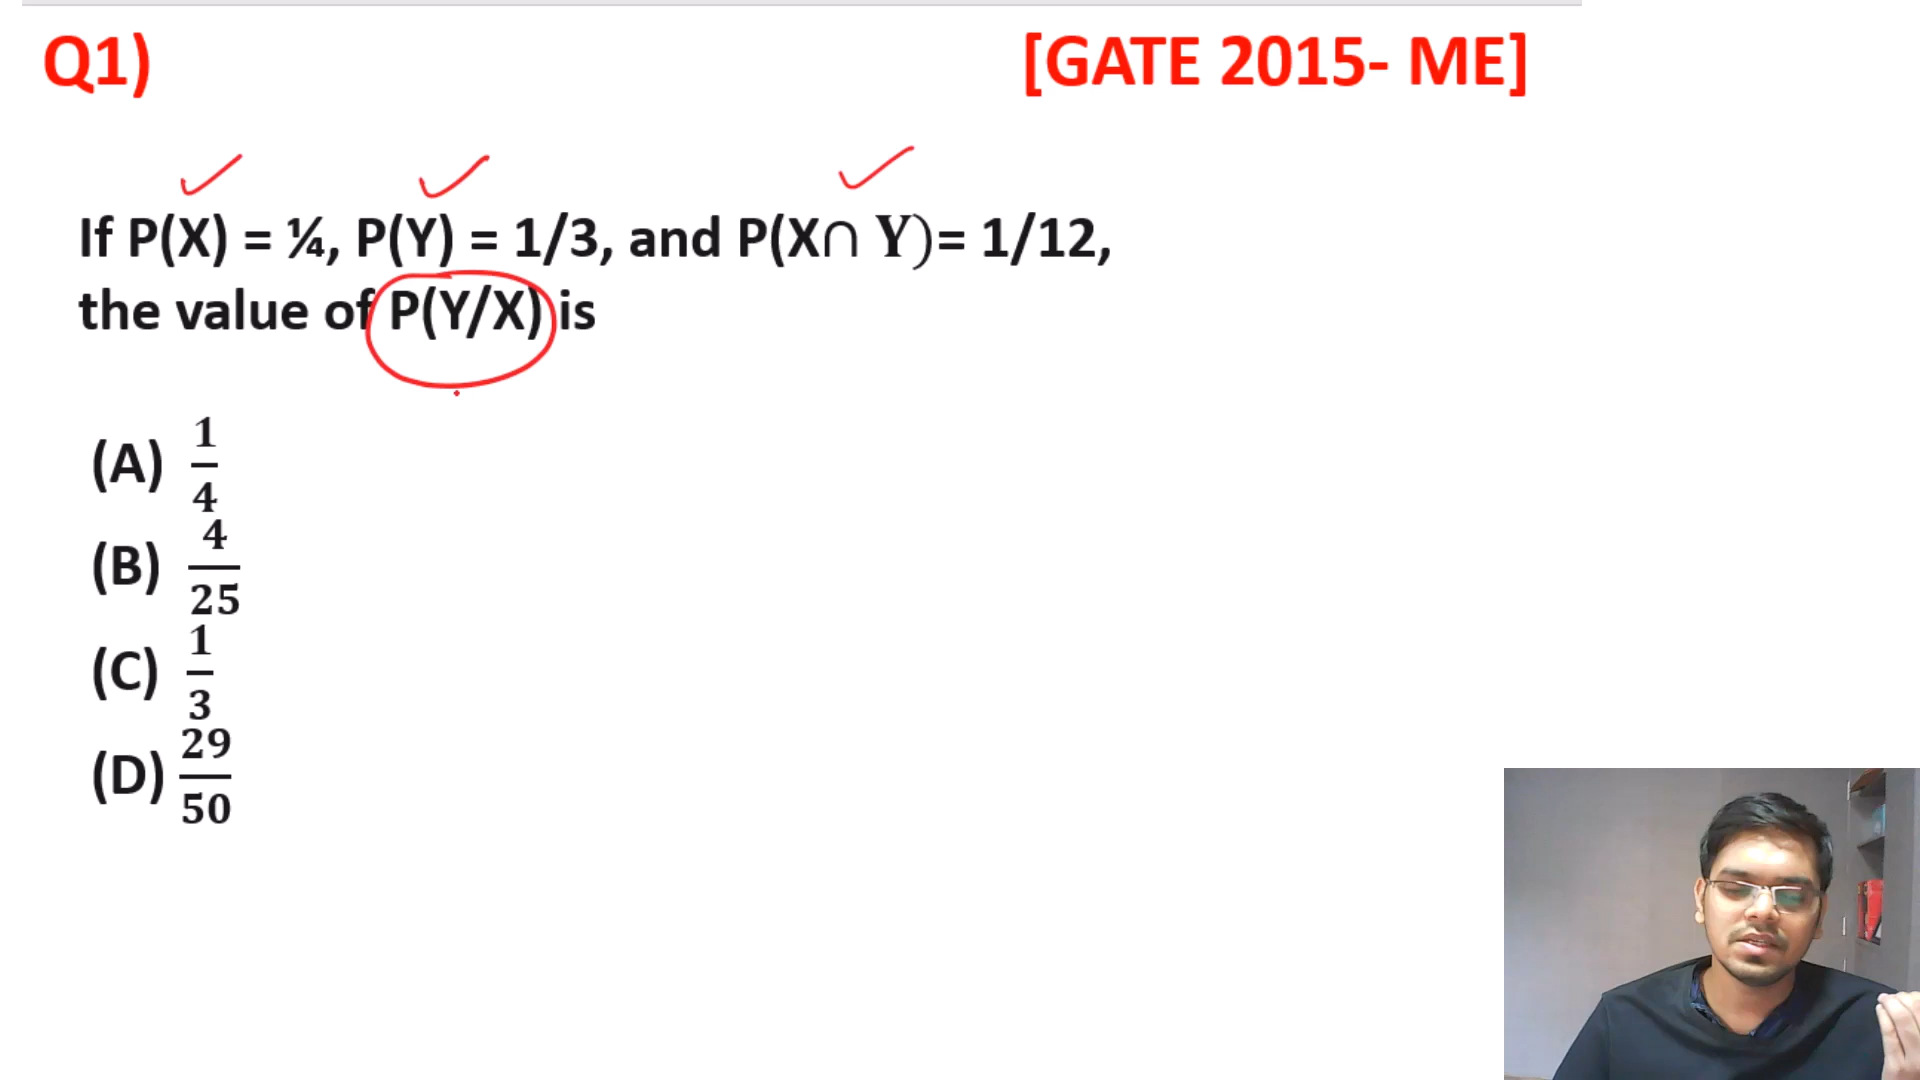 Q1) [GATE 2015- ME]
If P(X) = ¼, P(Y) = 1/3, and P(X∩ Y)= 1/12,
the value of P(Y/X) is
(A) 1/4
(B) 4/25
(C) 1/3
(D) 29/50